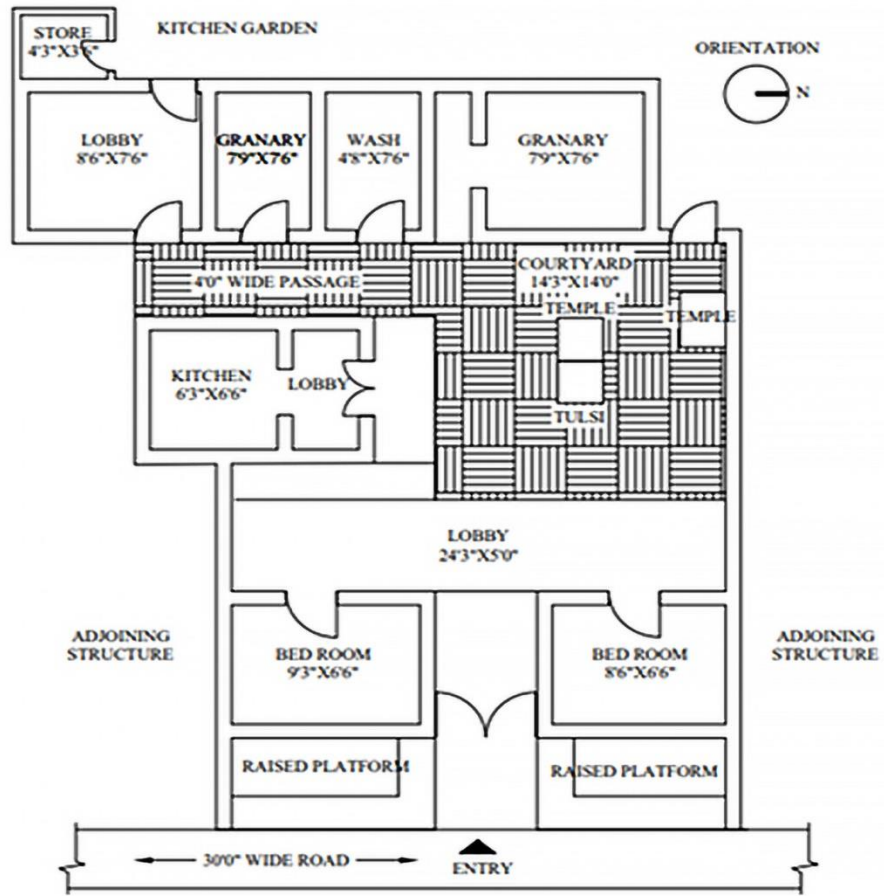 STORE
4'3"X3'6"
KITCHEN GARDEN
ORIENTATION
N
LOBBY
8'6"X7'6"
GRANARY
7'9"X7'6"
WASH
4'8"X7'6"
GRANARY
7'9"X7'6"
4'0" WIDE PASSAGE
COURTYARD
14'3"X14'0"
TEMPLE
TEMPLE
KITCHEN
6'3"X6'6"
LOBBY
TULSI
LOBBY
24'3"X5'0"
ADJOINING
STRUCTURE
BED ROOM
9'3"X6'6"
BED ROOM
8'6"X6'6"
ADJOINING
STRUCTURE
RAISED PLATFORM
RAISED PLATFORM
30'0" WIDE ROAD
ENTRY